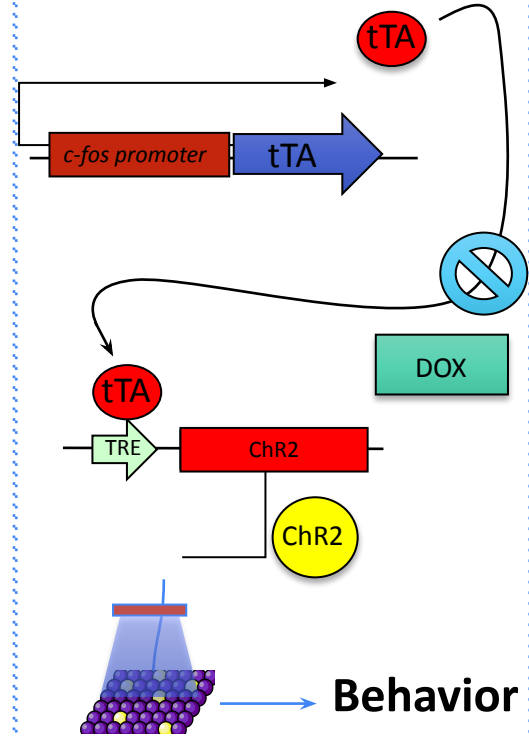 tTA
c-fos promoter
tTA
DOX
tTA
TRE
ChR2
ChR2
Behavior